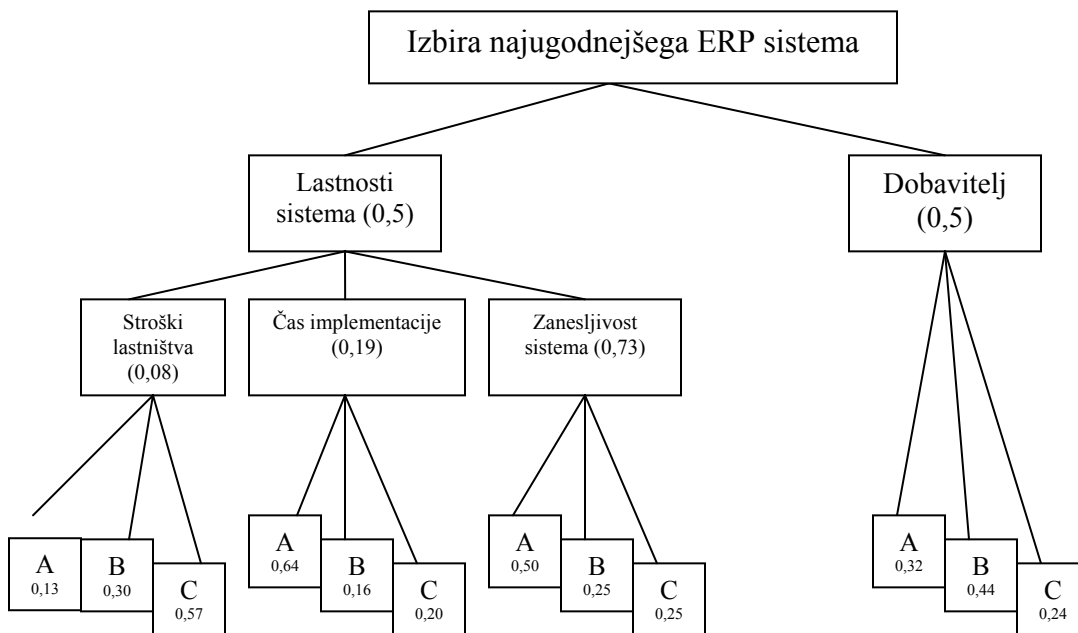 Izbira najugodnejšega ERP sistema
Lastnosti
sistema (0,5)
Dobavitelj
(0,5)
Stroški
lastništva
(0,08)
Čas implementacije
(0,19)
Zanesljivost
sistema (0,73)
A
0,13
B
0,30
C
0,57
A
0,64
B
0,16
C
0,20
A
0,50
B
0,25
C
0,25
A
0,32
B
0,44
C
0,24